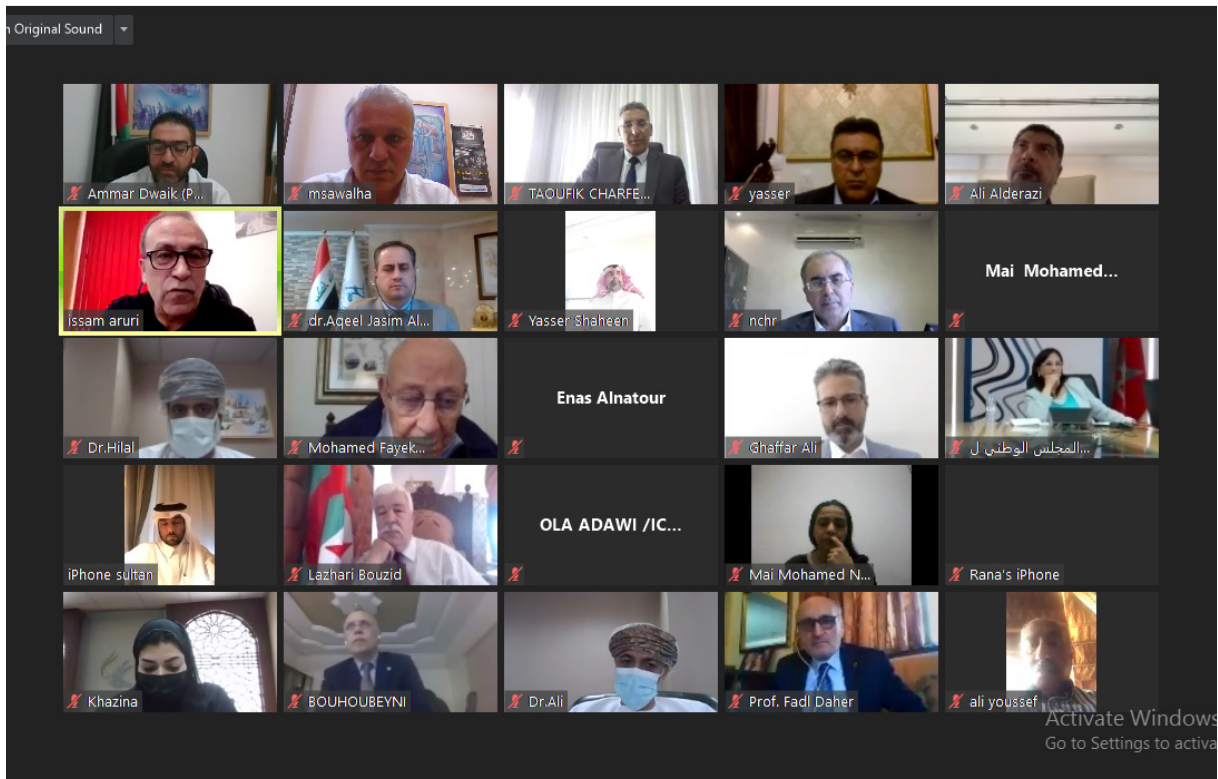 n Original Sound
Ammar Dwaik (P...
msawalha
TAOUFIK CHARFE...
yasser
Ali Alderazi
issam aruri
dr.Aqeel Jasim Al...
Yasser Shaheen
nchr
Mai Mohamed...
Dr.Hilal
Mohamed Fayek...
Enas Alnatour
Ghaffar Ali
المجلس الوطني ل...
iPhone sultan
Lazhari Bouzid
OLA ADAWI /IC...
Mai Mohamed N...
Rana's iPhone
Khazina
BOUHOUBEYNI
Dr.Ali
Prof. Fadl Daher
ali youssef
Activate Windows
Go to Settings to activa